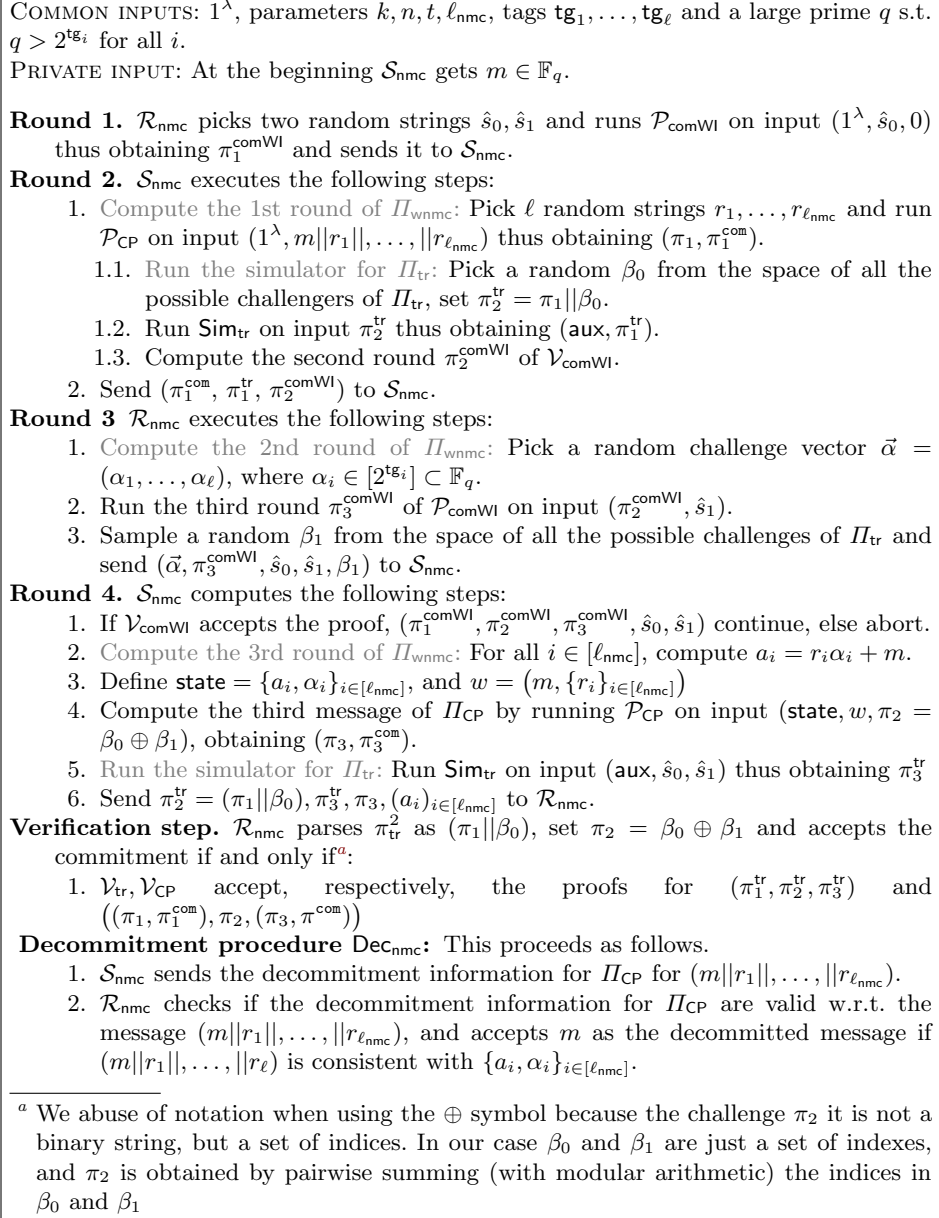 COMMON INPUTS: 1^λ, parameters k, n, t, ℓ_nmc, tags tg_1, . . . , tg_ℓ and a large prime q s.t.
q > 2^{tg_i} for all i.
PRIVATE INPUT: At the beginning S_nmc gets m ∈ F_q.
Round 1. R_nmc picks two random strings ŝ_0, ŝ_1 and runs P_comWI on input (1^λ, ŝ_0, 0)
thus obtaining π_1^comWI and sends it to S_nmc.
Round 2. S_nmc executes the following steps:
1. Compute the 1st round of Π_wnmc: Pick ℓ random strings r_1, . . . , r_{ℓ_nmc} and run
P_CP on input (1^λ, m||r_1||, . . . , ||r_{ℓ_nmc}) thus obtaining (π_1, π_1^com).
1.1. Run the simulator for Π_tr: Pick a random β_0 from the space of all the
possible challengers of Π_tr, set π_2^tr = π_1||β_0.
1.2. Run Sim_tr on input π_2^tr thus obtaining (aux, π_1^tr).
1.3. Compute the second round π_2^comWI of V_comWI.
2. Send (π_1^com, π_1^tr, π_2^comWI) to S_nmc.
Round 3 R_nmc executes the following steps:
1. Compute the 2nd round of Π_wnmc: Pick a random challenge vector α⃗ =
(α_1, . . . , α_ℓ), where α_i ∈ [2^{tg_i}] ⊂ F_q.
2. Run the third round π_3^comWI of P_comWI on input (π_2^comWI, ŝ_1).
3. Sample a random β_1 from the space of all the possible challenges of Π_tr and
send (α⃗, π_3^comWI, ŝ_0, ŝ_1, β_1) to S_nmc.
Round 4. S_nmc computes the following steps:
1. If V_comWI accepts the proof, (π_1^comWI, π_2^comWI, π_3^comWI, ŝ_0, ŝ_1) continue, else abort.
2. Compute the 3rd round of Π_wnmc: For all i ∈ [ℓ_nmc], compute a_i = r_iα_i + m.
3. Define state = {a_i, α_i}_{i∈[ℓ_nmc]}, and w = (m, {r_i}_{i∈[ℓ_nmc]})
4. Compute the third message of Π_CP by running P_CP on input (state, w, π_2 =
β_0 ⊕ β_1), obtaining (π_3, π_3^com).
5. Run the simulator for Π_tr: Run Sim_tr on input (aux, ŝ_0, ŝ_1) thus obtaining π_3^tr
6. Send π_2^tr = (π_1||β_0), π_3^tr, π_3, (a_i)_{i∈[ℓ_nmc]} to R_nmc.
Verification step. R_nmc parses π_tr^2 as (π_1||β_0), set π_2 = β_0 ⊕ β_1 and accepts the
commitment if and only if^a:
1. V_tr, V_CP accept, respectively, the proofs for (π_1^tr, π_2^tr, π_3^tr) and
((π_1, π_1^com), π_2, (π_3, π^com))
Decommitment procedure Dec_nmc: This proceeds as follows.
1. S_nmc sends the decommitment information for Π_CP for (m||r_1||, . . . , ||r_{ℓ_nmc}).
2. R_nmc checks if the decommitment information for Π_CP are valid w.r.t. the
message (m||r_1||, . . . , ||r_{ℓ_nmc}), and accepts m as the decommitted message if
(m||r_1||, . . . , ||r_ℓ) is consistent with {a_i, α_i}_{i∈[ℓ_nmc]}.
^a We abuse of notation when using the ⊕ symbol because the challenge π_2 it is not a
binary string, but a set of indices. In our case β_0 and β_1 are just a set of indexes,
and π_2 is obtained by pairwise summing (with modular arithmetic) the indices in
β_0 and β_1